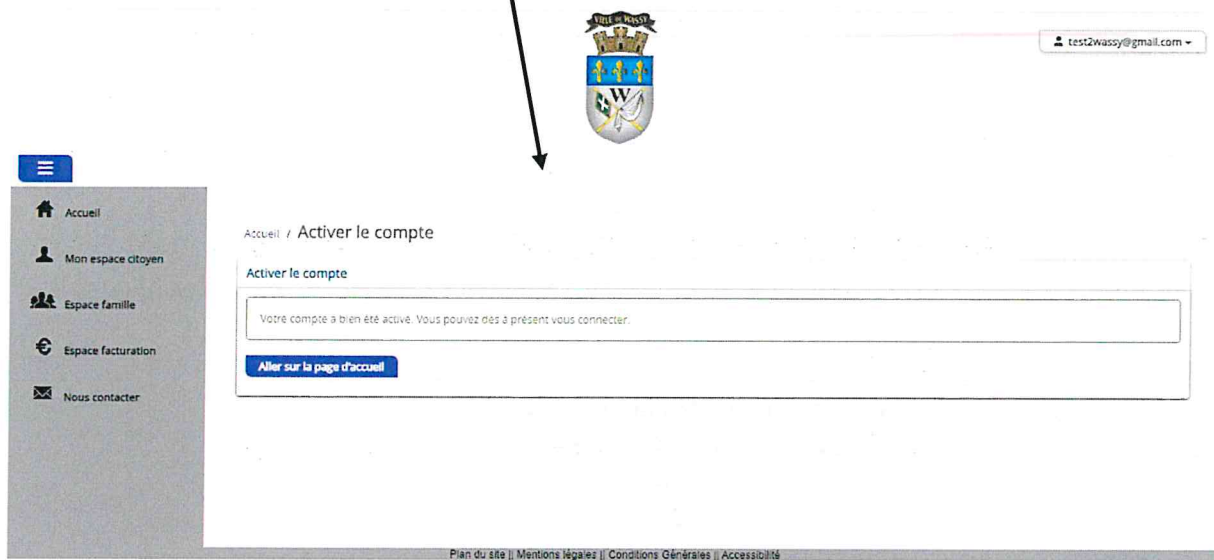 VILLE DE WASSY
W
test2wassy@gmail.com
Accueil
Mon espace citoyen
Espace famille
Espace facturation
Nous contacter
Accueil / Activer le compte
Activer le compte
Votre compte a bien été activé. Vous pouvez dès à présent vous connecter.
Aller sur la page d'accueil
Plan du site || Mentions légales || Conditions Générales || Accessibilité